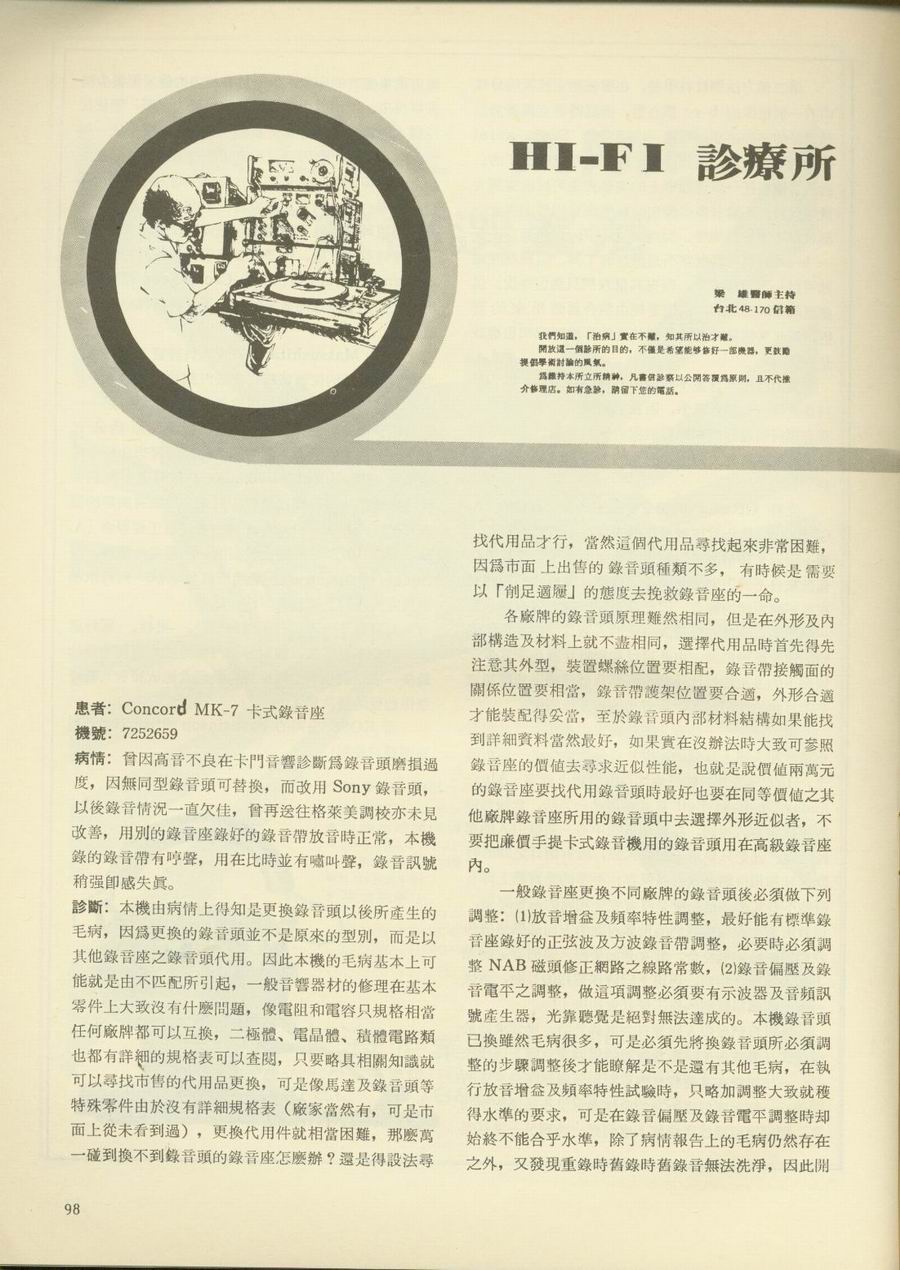 HI-FI 診療所
梁 雄醫師主持
台北48-170信箱
我們知道，「治病」實在不難，知其所以治才難。
開放這一個診所的目的，不僅是希望能够修好一部機器，更鼓勵
提倡學術討論的風氣。
爲維持本所立所精神，凡書信診察以公開答覆爲原則，且不代推
介修理店。如有急診，請留下您的電話。
患者：Concord MK-7 卡式錄音座
機號：7252659
病情：曾因高音不良在卡門音響診斷爲錄音頭磨損過
度，因無同型錄音頭可替換，而改用 Sony 錄音頭，
以後錄音情況一直欠佳，曾再送往格萊美調校亦未見
改善，用別的錄音座錄好的錄音帶放音時正常，本機
錄的錄音帶有哼聲，用在比時並有嘯叫聲，錄音訊號
稍强卽感失眞。
診斷：本機由病情上得知是更換錄音頭以後所產生的
毛病，因爲更換的錄音頭並不是原來的型別，而是以
其他錄音座之錄音頭代用。因此本機的毛病基本上可
能就是由不匹配所引起，一般音響器材的修理在基本
零件上大致沒有什麼問題，像電阻和電容只規格相當
任何廠牌都可以互換，二極體、電晶體、積體電路類
也都有詳細的規格表可以查閱，只要略具相關知識就
可以尋找市售的代用品更換，可是像馬達及錄音頭等
特殊零件由於沒有詳細規格表（廠家當然有，可是市
面上從未看到過），更換代用件就相當困難，那麼萬
一碰到換不到錄音頭的錄音座怎麼辦？還是得設法尋
找代用品才行，當然這個代用品尋找起來非常困難，
因爲市面上出售的錄音頭種類不多，有時候是需要
以「削足適履」的態度去挽救錄音座的一命。
各廠牌的錄音頭原理雖然相同，但是在外形及內
部構造及材料上就不盡相同，選擇代用品時首先得先
注意其外型，裝置螺絲位置要相配，錄音帶接觸面的
關係位置要相當，錄音帶護架位置要合適，外形合適
才能裝配得妥當，至於錄音頭內部材料結構如果能找
到詳細資料當然最好，如果實在沒辦法時大致可參照
錄音座的價値去尋求近似性能，也就是說價値兩萬元
的錄音座要找代用錄音頭時最好也要在同等價値之其
他廠牌錄音座所用的錄音頭中去選擇外形近似者，不
要把廉價手提卡式錄音機用的錄音頭用在高級錄音座
內。
一般錄音座更換不同廠牌的錄音頭後必須做下列
調整：⑴放音增益及頻率特性調整，最好能有標準錄
音座錄好的正弦波及方波錄音帶調整，必要時必須調
整 NAB 磁頭修正網路之線路常數，⑵錄音偏壓及錄
音電平之調整，做這項調整必須要有示波器及音頻訊
號產生器，光靠聽覺是絕對無法達成的。本機錄音頭
已換雖然毛病很多，可是必須先將換錄音頭所必須調
整的步驟調整後才能瞭解是不是還有其他毛病，在執
行放音增益及頻率特性試驗時，只略加調整大致就獲
得水準的要求，可是在錄音偏壓及錄音電平調整時却
始終不能合乎水準，除了病情報告上的毛病仍然存在
之外，又發現重錄時舊錄時舊錄音無法洗淨，因此開
98